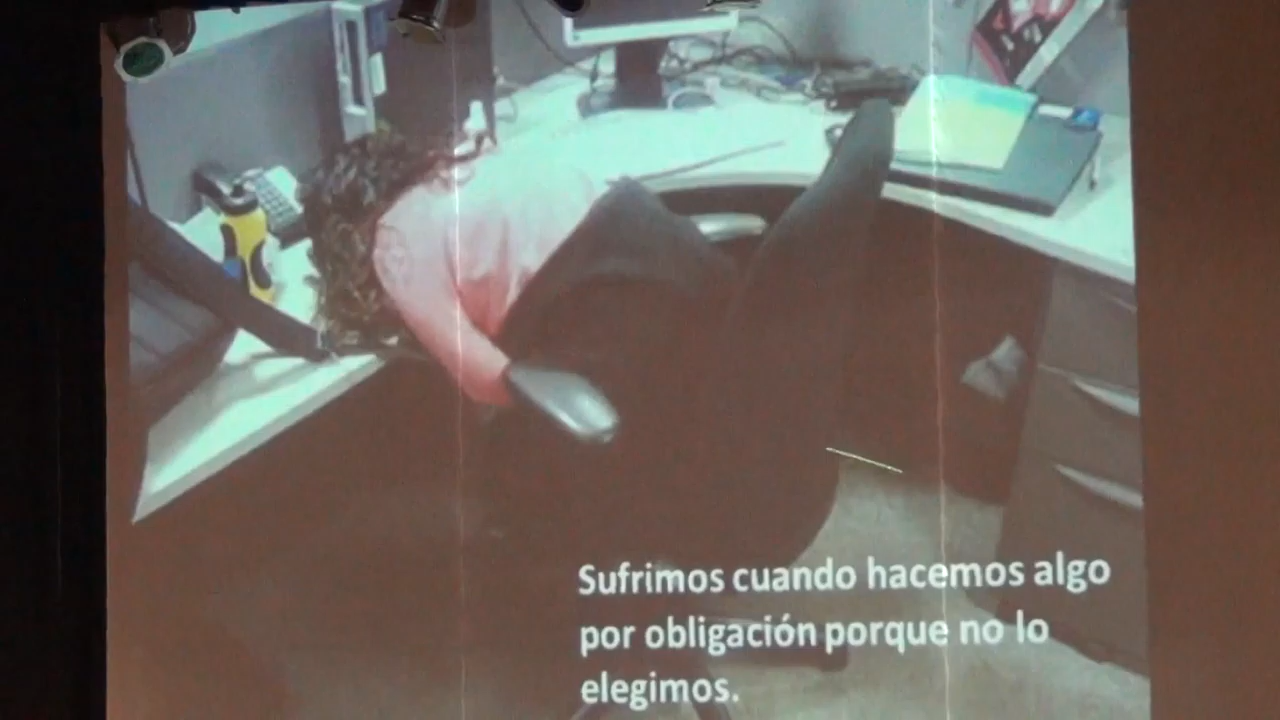 Sufrimos cuando hacemos algo
por obligación porque no lo
elegimos.